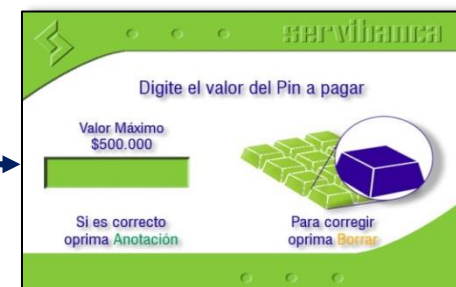 servibanca
Digite el valor del Pin a pagar
Valor Máximo
$500.000
Si es correcto
oprima Anotación
Para corregir
oprima Borrar